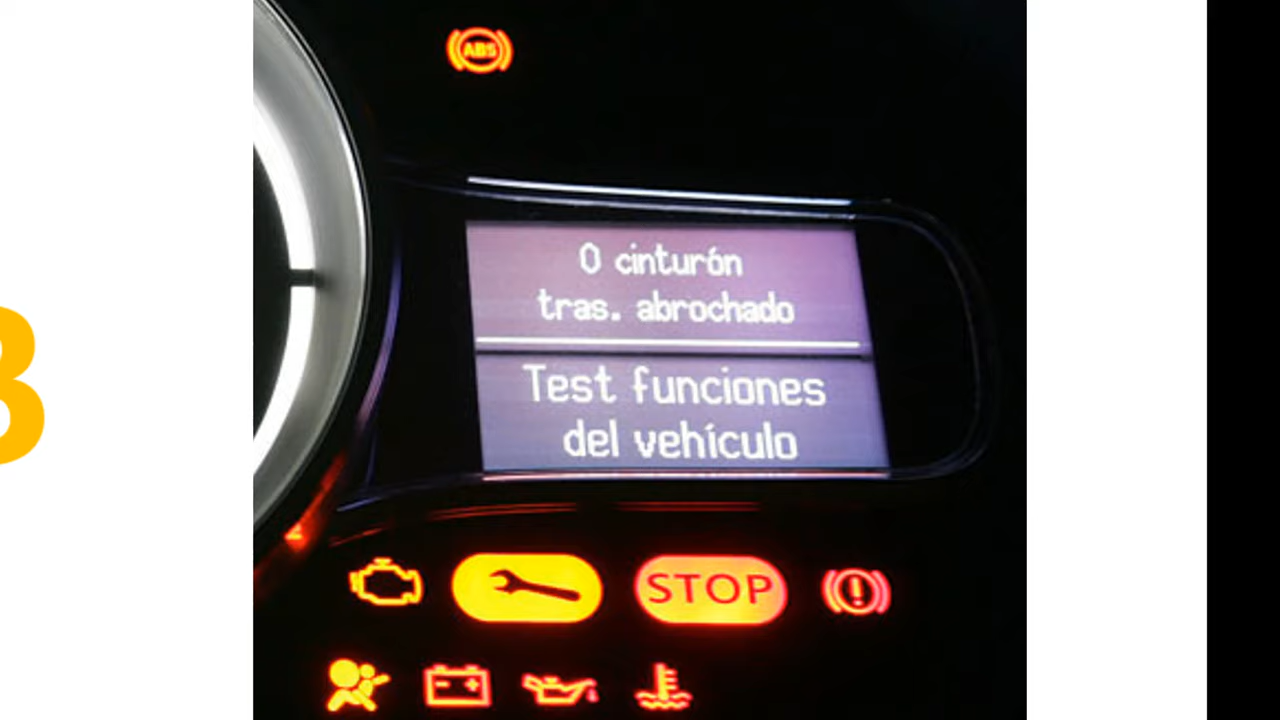 ABS
0 cinturón
tras. abrochado
Test funciones
del vehículo
STOP